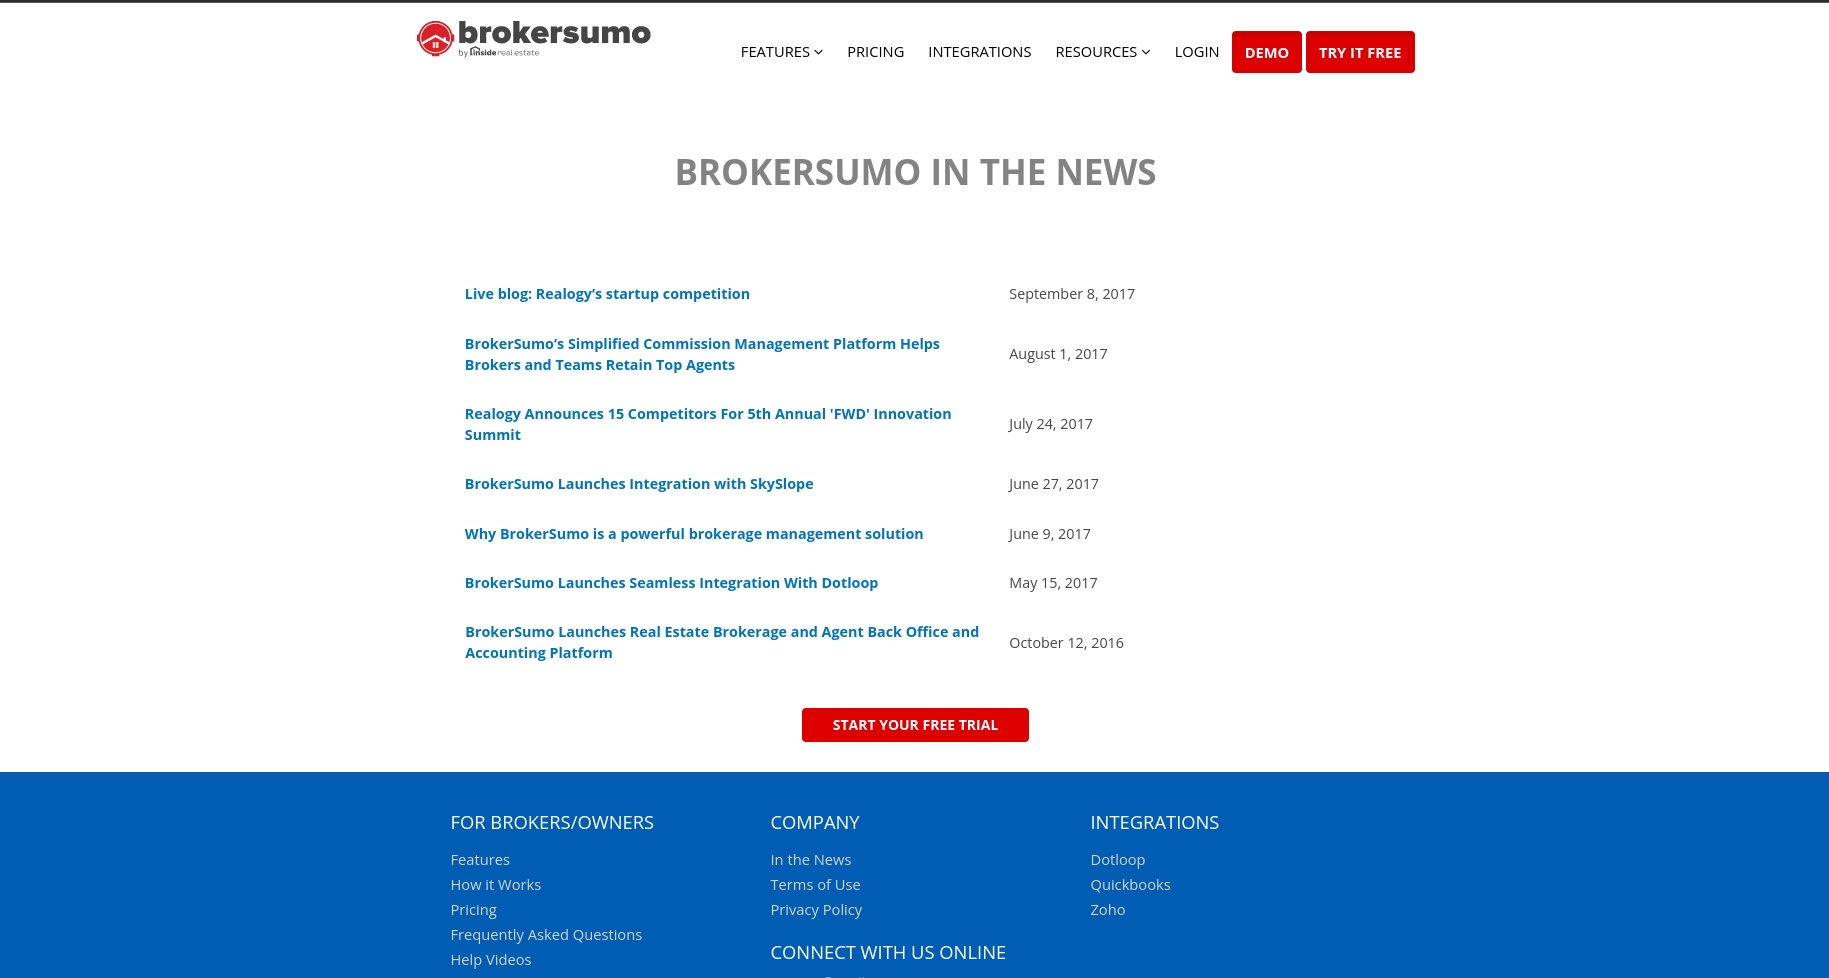 brokersumo
by inside real estate
FEATURES
PRICING
INTEGRATIONS
RESOURCES
LOGIN
DEMO
TRY IT FREE
BROKERSUMO IN THE NEWS
Live blog: Realogy’s startup competition
September 8, 2017
BrokerSumo’s Simplified Commission Management Platform Helps
Brokers and Teams Retain Top Agents
August 1, 2017
Realogy Announces 15 Competitors For 5th Annual 'FWD' Innovation
Summit
July 24, 2017
BrokerSumo Launches Integration with SkySlope
June 27, 2017
Why BrokerSumo is a powerful brokerage management solution
June 9, 2017
BrokerSumo Launches Seamless Integration With Dotloop
May 15, 2017
BrokerSumo Launches Real Estate Brokerage and Agent Back Office and
Accounting Platform
October 12, 2016
START YOUR FREE TRIAL
FOR BROKERS/OWNERS
Features
How it Works
Pricing
Frequently Asked Questions
Help Videos
COMPANY
In the News
Terms of Use
Privacy Policy
CONNECT WITH US ONLINE
INTEGRATIONS
Dotloop
Quickbooks
Zoho